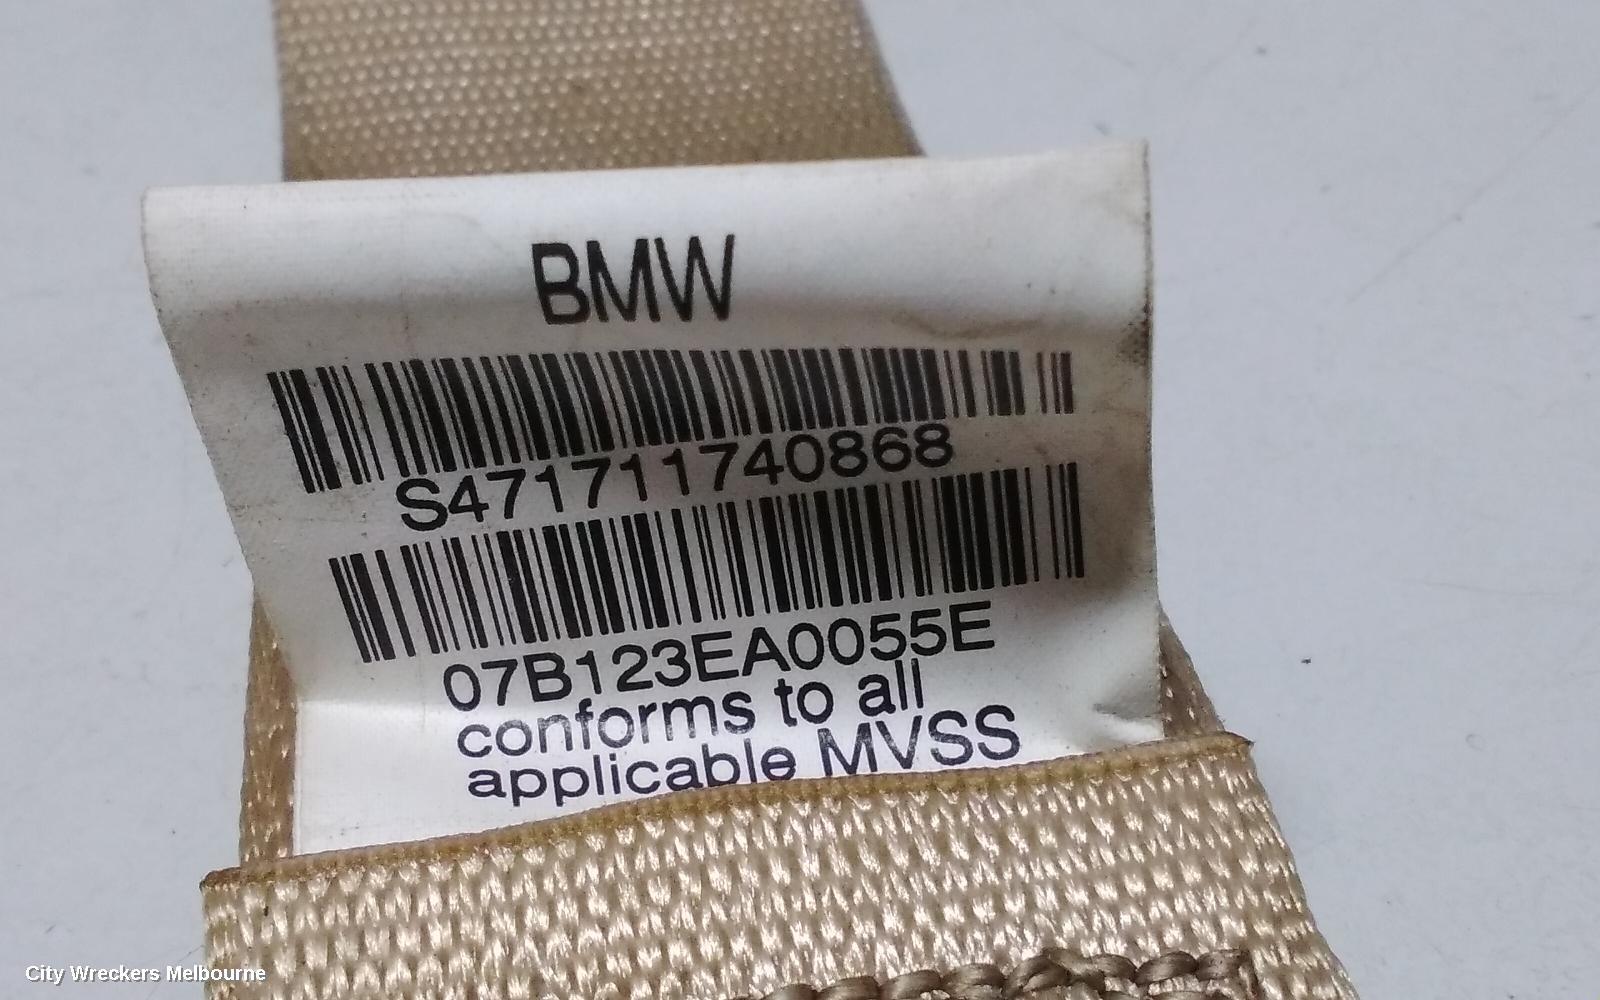 BMW
S471711740868
07B123EA0055E
conforms to all
applicable MVSS
City Wreckers Melbourne